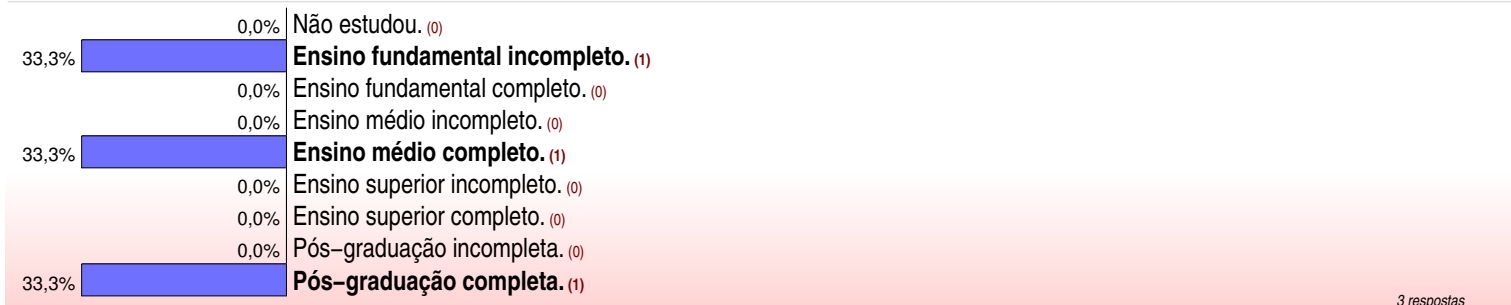 0,0% Não estudou. (0)
33,3% Ensino fundamental incompleto. (1)
0,0% Ensino fundamental completo. (0)
0,0% Ensino médio incompleto. (0)
33,3% Ensino médio completo. (1)
0,0% Ensino superior incompleto. (0)
0,0% Ensino superior completo. (0)
0,0% Pós−graduação incompleta. (0)
33,3% Pós−graduação completa. (1)
3 respostas